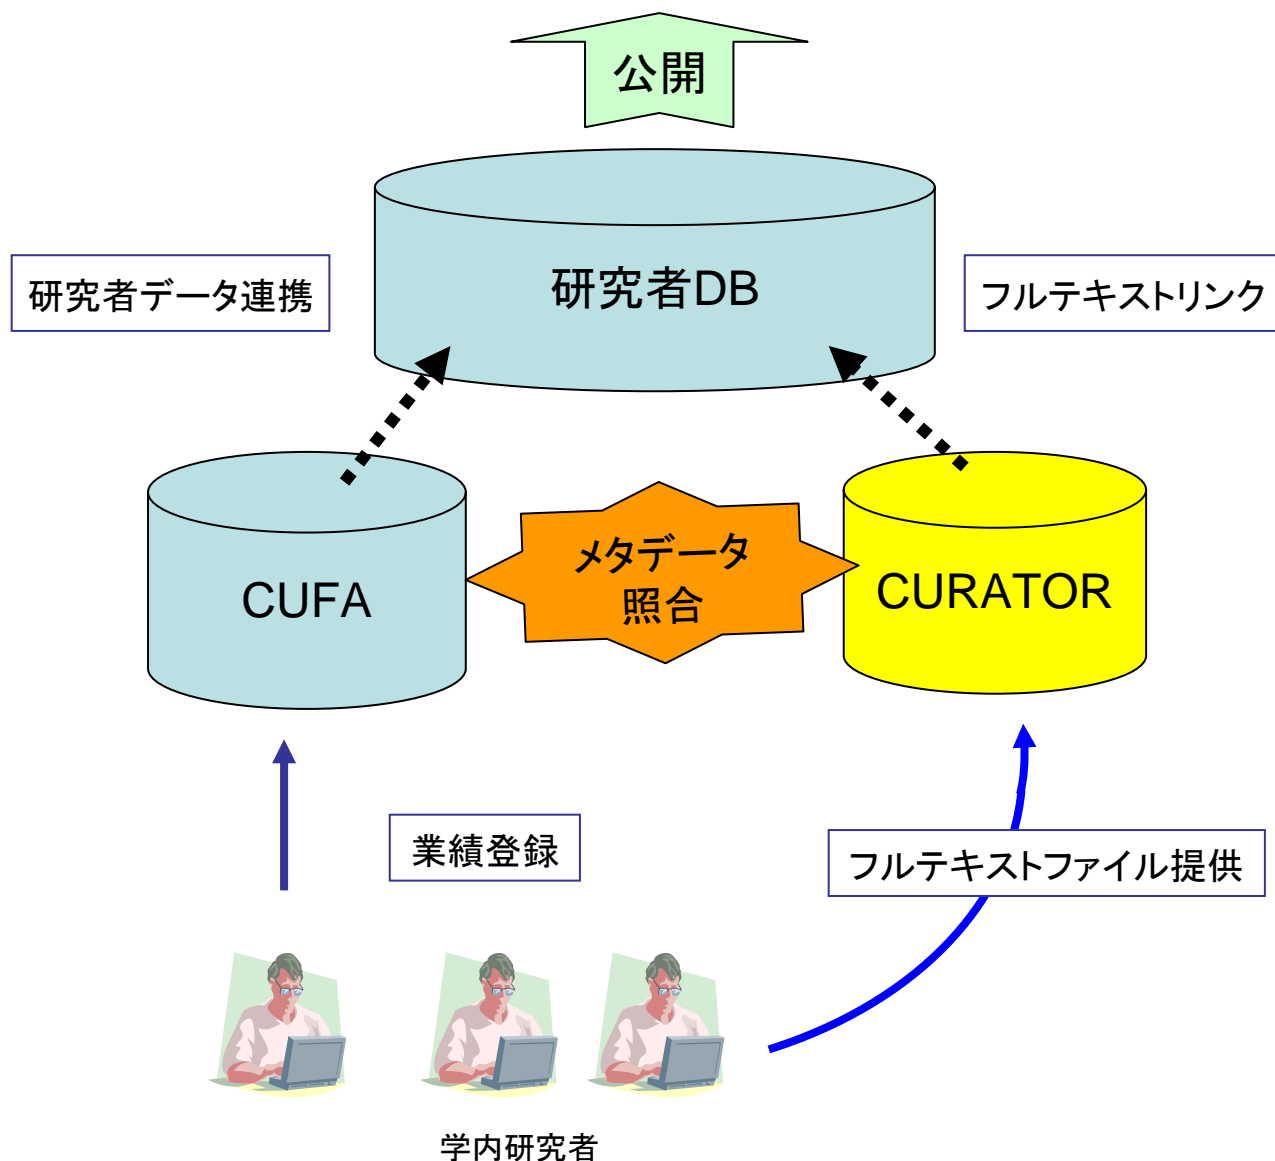 公開
研究者DB
研究者データ連携
フルテキストリンク
CUFA
メタデータ
照合
CURATOR
業績登録
フルテキストファイル提供
学内研究者